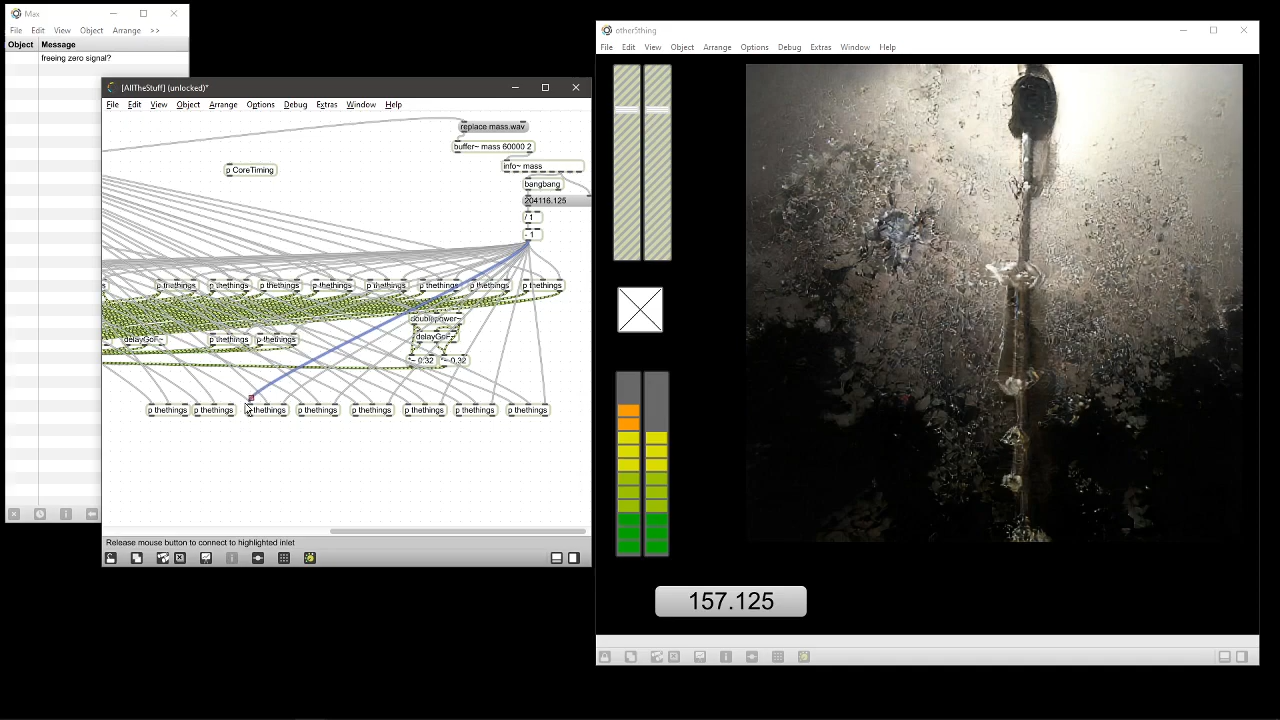 Max
File Edit View Object Arrange >>
Object Message
freeing zero signal?
[AllTheStuff] (unlocked)*
File Edit View Object Arrange Options Debug Extras Window Help
replace mass.wav
buffer~ mass 60000 2
info~ mass
p CoreTiming
bangbang
204116.125
/ 1
- 1
p thethings p thethings p thethings p thethings p thethings p thethings p thethings p thethings
doublepower~
p thethings p thethings
*~ 0.32 *~ 0.32
p thethings p thethings thethings p thethings p thethings p thethings p thethings p thethings
Release mouse button to connect to highlighted inlet
other5thing
File Edit View Object Arrange Options Debug Extras Window Help
157.125